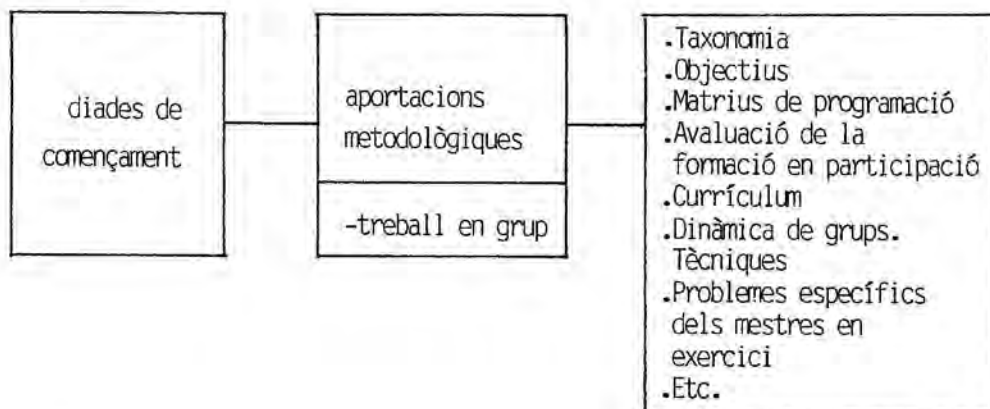 diades de
començament
aportacions
metodològiques
-treball en grup
.Taxonomia
.Objectius
.Matrius de programació
.Avaluació de la
formació en participació
.Currículum
.Dinàmica de grups.
Tècniques
.Problemes específics
dels mestres en
exercici
.Etc.